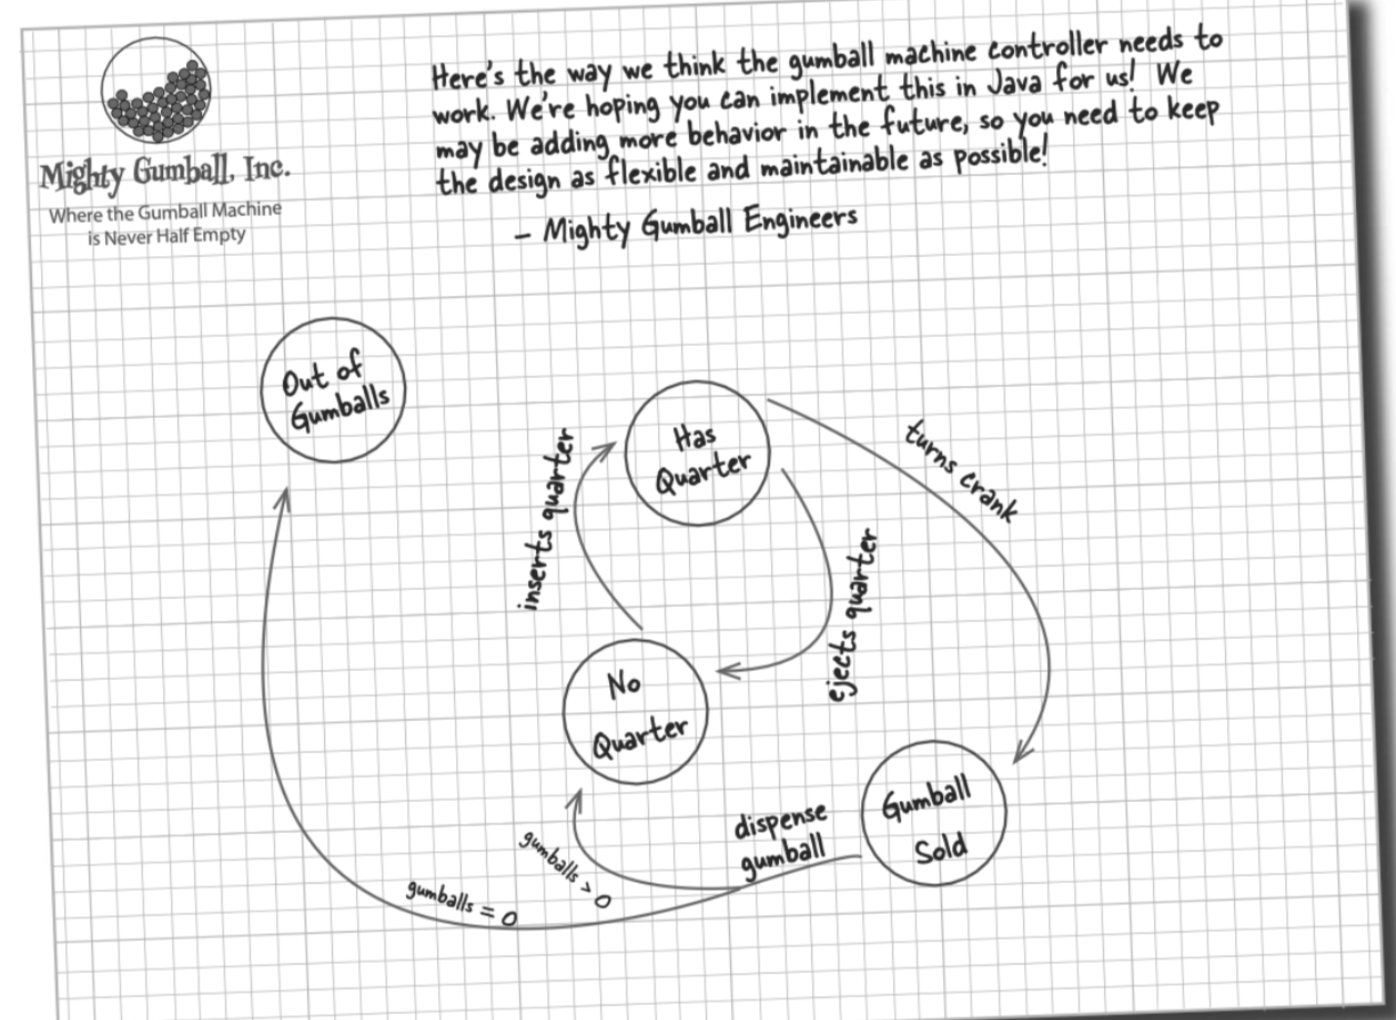 Here's the way we think the gumball machine controller needs to
work. We're hoping you can implement this in Java for us! We
may be adding more behavior in the future, so you need to keep
the design as flexible and maintainable as possible!
– Mighty Gumball Engineers
Mighty Gumball, Inc.
Where the Gumball Machine
is Never Half Empty
Out of
Gumballs
Has
Quarter
turns crank
inserts quarter
ejects quarter
No
Quarter
Gumball
Sold
dispense
gumball
gumballs > 0
gumballs = 0